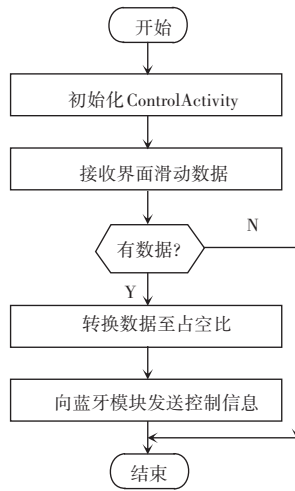 开始
初始化ControlActivity
接收界面滑动数据
有数据?
N
Y
转换数据至占空比
向蓝牙模块发送控制信息
结束